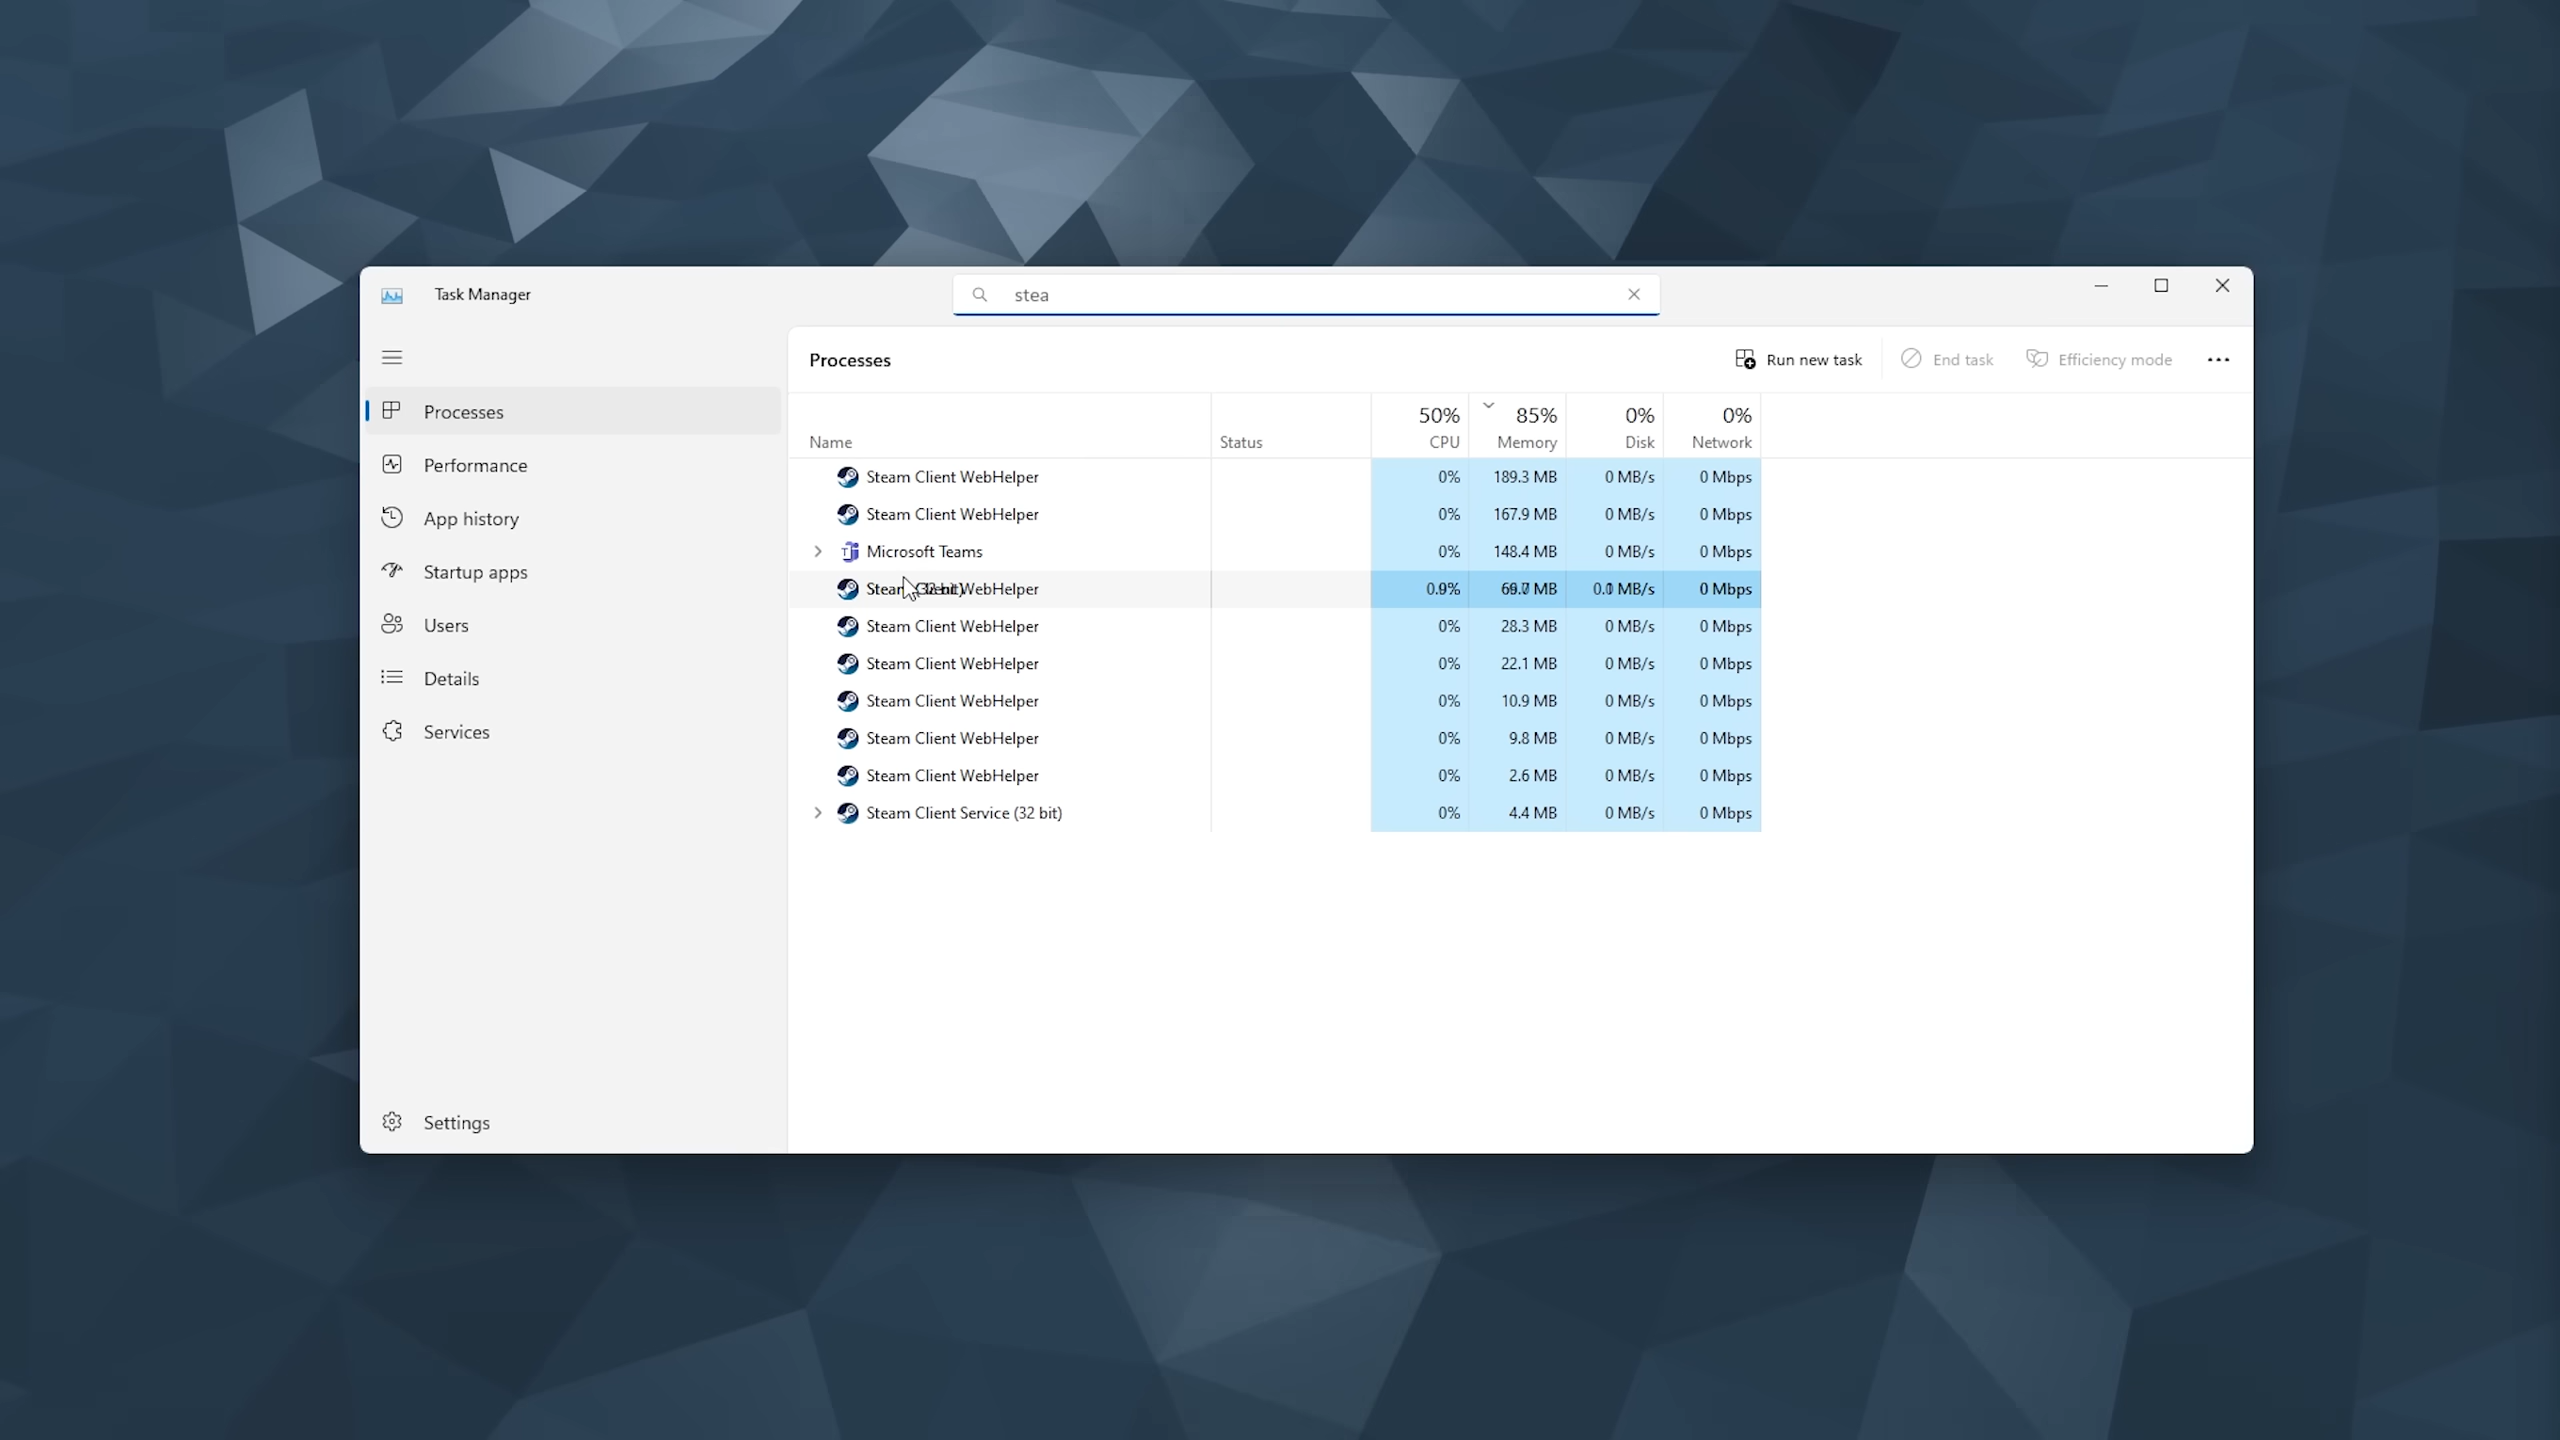 Task Manager
stea
Processes
Run new task
End task
Efficiency mode
Processes
Performance
App history
Startup apps
Users
Details
Services
Settings
50% 85% 0% 0%
Name Status CPU Memory Disk Network
Steam Client WebHelper 0% 189.3 MB 0 MB/s 0 Mbps
Steam Client WebHelper 0% 167.9 MB 0 MB/s 0 Mbps
Microsoft Teams 0% 148.4 MB 0 MB/s 0 Mbps
WebHelper MB MB/s 0 Mbps
Steam Client WebHelper 0% 28.3 MB 0 MB/s 0 Mbps
Steam Client WebHelper 0% 22.1 MB 0 MB/s 0 Mbps
Steam Client WebHelper 0% 10.9 MB 0 MB/s 0 Mbps
Steam Client WebHelper 0% 9.8 MB 0 MB/s 0 Mbps
Steam Client WebHelper 0% 2.6 MB 0 MB/s 0 Mbps
Steam Client Service (32 bit) 0% 4.4 MB 0 MB/s 0 Mbps